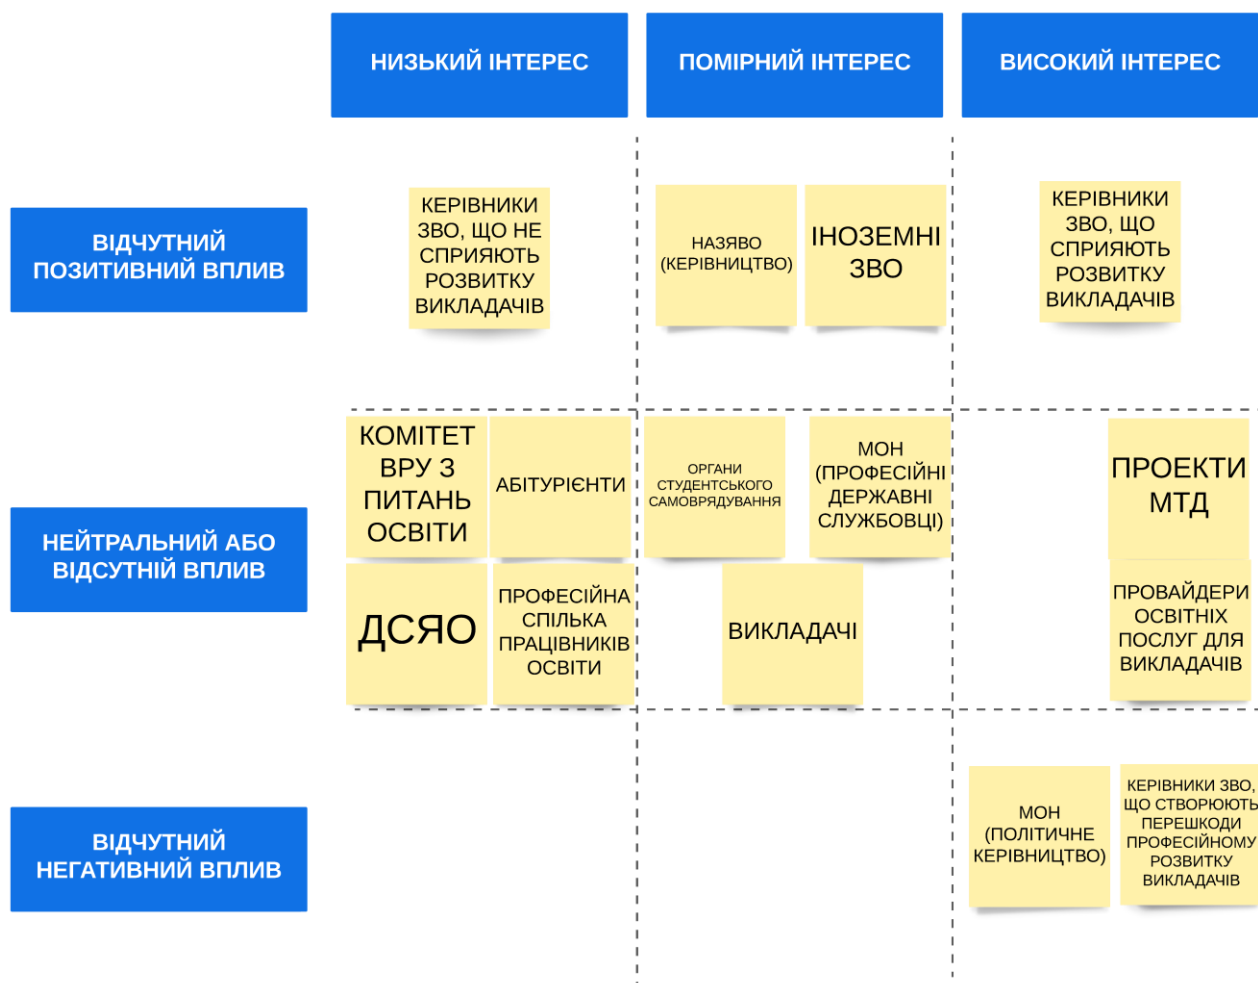 НИЗЬКИЙ ІНТЕРЕС
ПОМІРНИЙ ІНТЕРЕС
ВИСОКИЙ ІНТЕРЕС
ВІДЧУТНИЙ
ПОЗИТИВНИЙ ВПЛИВ
КЕРІВНИКИ
ЗВО, ЩО НЕ
СПРИЯЮТЬ
РОЗВИТКУ
ВИКЛАДАЧІВ
НАЗЯВО
(КЕРІВНИЦТВО)
ІНОЗЕМНІ
ЗВО
КЕРІВНИКИ
ЗВО, ЩО
СПРИЯЮТЬ
РОЗВИТКУ
ВИКЛАДАЧІВ
НЕЙТРАЛЬНИЙ АБО
ВІДСУТНІЙ ВПЛИВ
КОМІТЕТ
ВРУ З
ПИТАНЬ
ОСВІТИ
АБІТУРІЄНТИ
ОРГАНИ
СТУДЕНТСЬКОГО
САМОВРЯДУВАННЯ
МОН
(ПРОФЕСІЙНІ
ДЕРЖАВНІ
СЛУЖБОВЦІ)
ПРОЕКТИ
МТД
ДСЯО
ПРОФЕСІЙНА
СПІЛЬКА
ПРАЦІВНИКІВ
ОСВІТИ
ВИКЛАДАЧІ
ПРОВАЙДЕРИ
ОСВІТНІХ
ПОСЛУГ ДЛЯ
ВИКЛАДАЧІВ
ВІДЧУТНИЙ
НЕГАТИВНИЙ ВПЛИВ
МОН
(ПОЛІТИЧНЕ
КЕРІВНИЦТВО)
КЕРІВНИКИ ЗВО,
ЩО СТВОРЮЮТЬ
ПЕРЕШКОДИ
ПРОФЕСІЙНОМУ
РОЗВИТКУ
ВИКЛАДАЧІВ